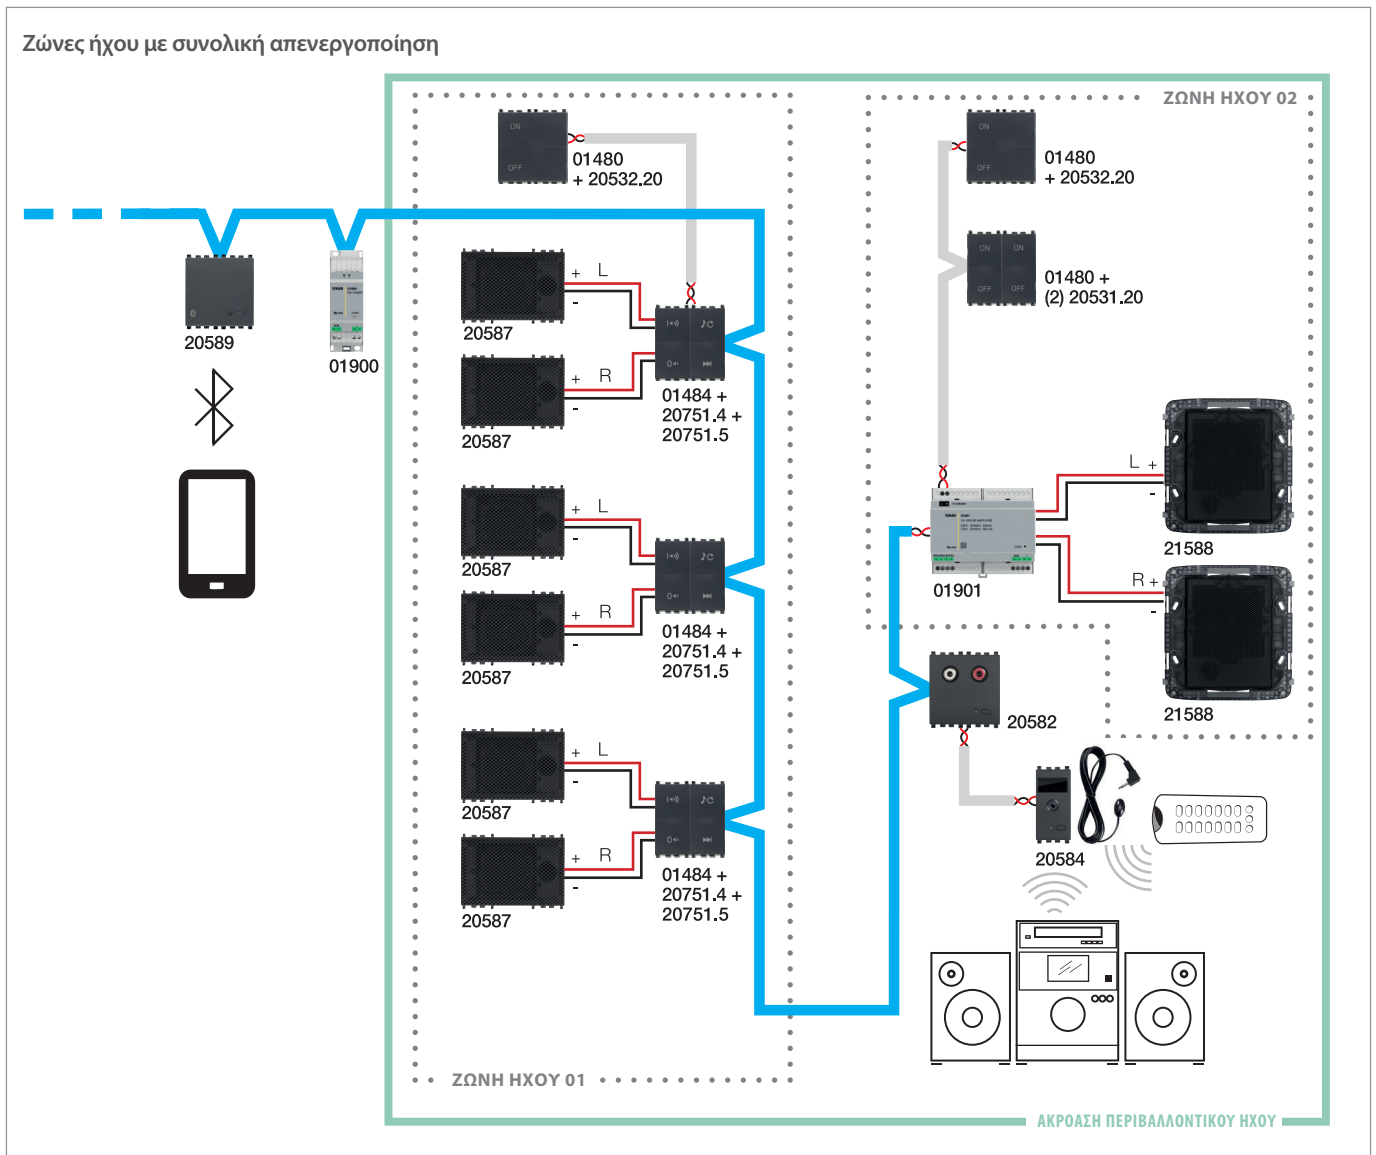 Ζώνες ήχου με συνολική απενεργοποίηση
ΖΩΝΗ ΗΧΟΥ 02
ON
OFF
01480
+ 20532.20
ON
OFF
01480
+ 20532.20
ON ON
OFF OFF
01480 +
(2) 20531.20
20589
VIMAR
01900
+ L
-
20587
+ R
-
20587
01484 +
20751.4 +
20751.5
+ L
-
20587
+ R
-
20587
01484 +
20751.4 +
20751.5
+ L
-
20587
+ R
-
20587
01484 +
20751.4 +
20751.5
VIMAR
01901
L +
-
21588
R +
-
21588
20582
20584
ΖΩΝΗ ΗΧΟΥ 01
ΑΚΡΟΑΣΗ ΠΕΡΙΒΑΛΛΟΝΤΙΚΟΥ ΗΧΟΥ